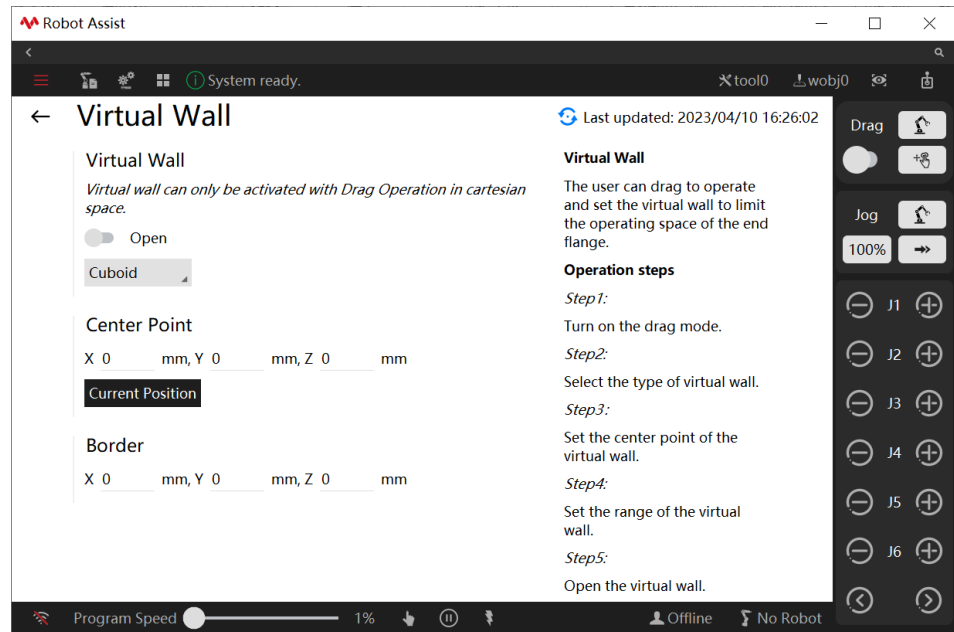 Robot Assist
System ready.
tool0
wobj0
Virtual Wall
Last updated: 2023/04/10 16:26:02
Virtual Wall
Virtual wall can only be activated with Drag Operation in cartesian
space.
Open
Cuboid
Center Point
X 0 mm, Y 0 mm, Z 0 mm
Current Position
Border
X 0 mm, Y 0 mm, Z 0 mm
Virtual Wall
The user can drag to operate
and set the virtual wall to limit
the operating space of the end
flange.
Operation steps
Step1:
Turn on the drag mode.
Step2:
Select the type of virtual wall.
Step3:
Set the center point of the
virtual wall.
Step4:
Set the range of the virtual
wall.
Step5:
Open the virtual wall.
Drag
Jog
100%
J1
J2
J3
J4
J5
J6
Program Speed 1%
Offline
No Robot